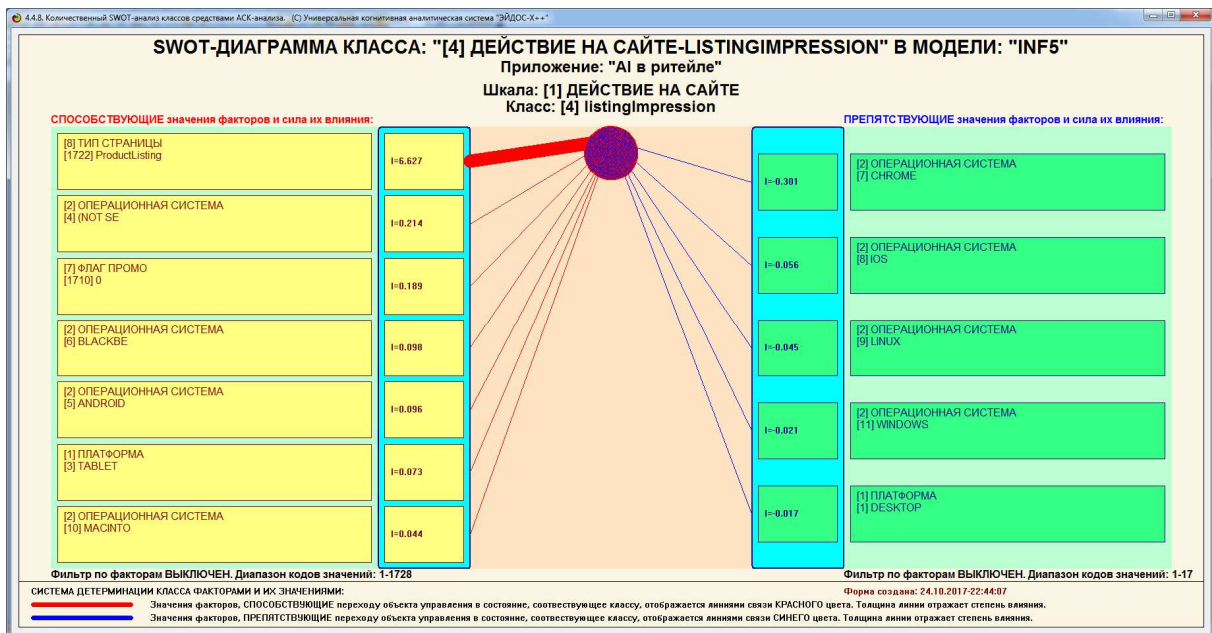 4.4.8. Количественный SWOT-анализ классов средствами АСК-анализа. (C) Универсальная когнитивная аналитическая система "ЭЙДОС-X++"
SWOT-ДИАГРАММА КЛАССА: "[4] ДЕЙСТВИЕ НА САЙТЕ-LISTINGIMPRESSION" В МОДЕЛИ: "INF5"
Приложение: "AI в ритейле"
Шкала: [1] ДЕЙСТВИЕ НА САЙТЕ
Класс: [4] listingImpression
СПОСОБСТВУЮЩИЕ значения факторов и сила их влияния:
[8] ТИП СТРАНИЦЫ
[1722] ProductListing
I=6.627
[2] ОПЕРАЦИОННАЯ СИСТЕМА
[4] (NOT SE
I=0.214
[7] ФЛАГ ПРОМО
[1710] 0
I=0.189
[2] ОПЕРАЦИОННАЯ СИСТЕМА
[6] BLACKBE
I=0.098
[2] ОПЕРАЦИОННАЯ СИСТЕМА
[5] ANDROID
I=0.096
[1] ПЛАТФОРМА
[3] TABLET
I=0.073
[2] ОПЕРАЦИОННАЯ СИСТЕМА
[10] MACINTO
I=0.044
Фильтр по факторам ВЫКЛЮЧЕН. Диапазон кодов значений: 1-1728
ПРЕПЯТСТВУЮЩИЕ значения факторов и сила их влияния:
I=-0.301
[2] ОПЕРАЦИОННАЯ СИСТЕМА
[7] CHROME
I=-0.056
[2] ОПЕРАЦИОННАЯ СИСТЕМА
[8] IOS
I=-0.045
[2] ОПЕРАЦИОННАЯ СИСТЕМА
[9] LINUX
I=-0.021
[2] ОПЕРАЦИОННАЯ СИСТЕМА
[11] WINDOWS
I=-0.017
[1] ПЛАТФОРМА
[1] DESKTOP
Фильтр по факторам ВЫКЛЮЧЕН. Диапазон кодов значений: 1-17
СИСТЕМА ДЕТЕРМИНАЦИИ КЛАССА ФАКТОРАМИ И ИХ ЗНАЧЕНИЯМИ:
Форма создана: 24.10.2017-22:44:07
Значения факторов, СПОСОБСТВУЮЩИЕ переходу объекта управления в состояние, соотвествующее классу, отображается линиями связи КРАСНОГО цвета. Толщина линии отражает степень влияния.
Значения факторов, ПРЕПЯТСТВУЮЩИЕ переходу объекта управления в состояние, соотвествующее классу, отображается линиями связи СИНЕГО цвета. Толщина линии отражает степень влияния.